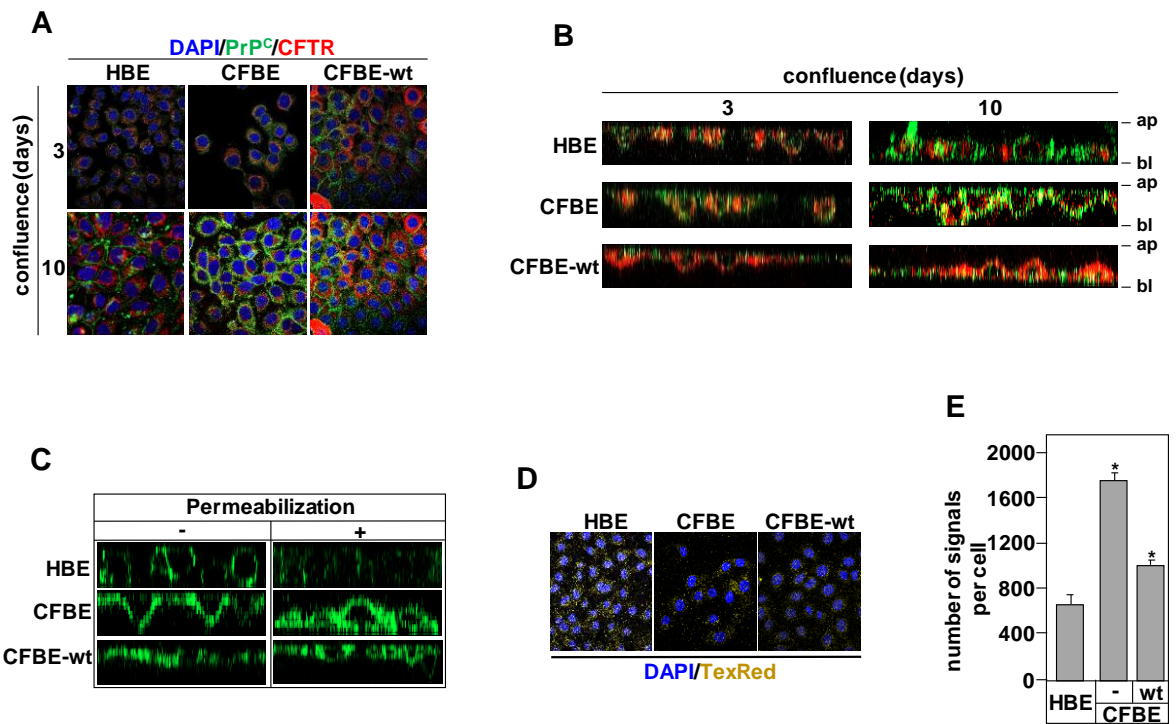 A
DAPI/PrPᶜ/CFTR
HBE CFBE CFBE-wt
confluence (days)
3
10
B
confluence (days)
3 10
HBE
CFBE
CFBE-wt
ap
bl
ap
bl
ap
bl
C
Permeabilization
- +
HBE
CFBE
CFBE-wt
D
HBE CFBE CFBE-wt
DAPI/TexRed
E
number of signals
per cell
2000
1600
1000
800
400
0
*
*
HBE - wt
CFBE